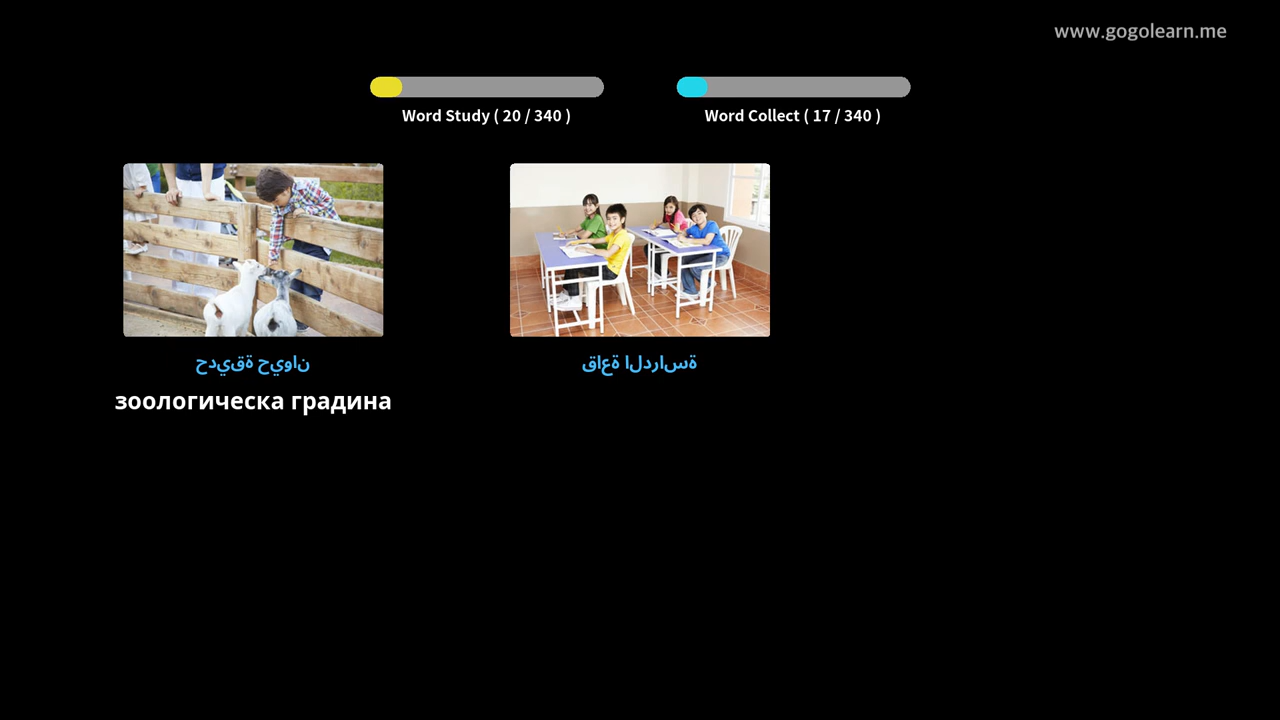 www.gogolearn.me
Word Study ( 20 / 340 )
Word Collect ( 17 / 340 )
حديقة حيوان
قاعة الدراسة
зоологическа градина